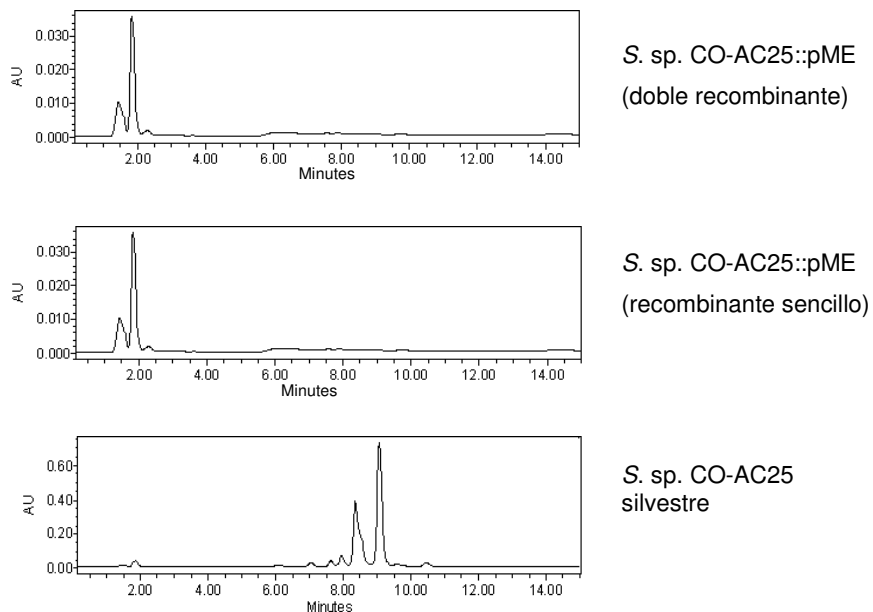 0.030
0.020
0.010
0.000
AU
2.00 4.00 6.00 8.00 10.00 12.00 14.00
Minutes
S. sp. CO-AC25::pME
(doble recombinante)
0.030
0.020
0.010
0.000
AU
2.00 4.00 6.00 8.00 10.00 12.00 14.00
Minutes
S. sp. CO-AC25::pME
(recombinante sencillo)
0.60
0.40
0.20
0.00
AU
2.00 4.00 6.00 8.00 10.00 12.00 14.00
Minutes
S. sp. CO-AC25
silvestre